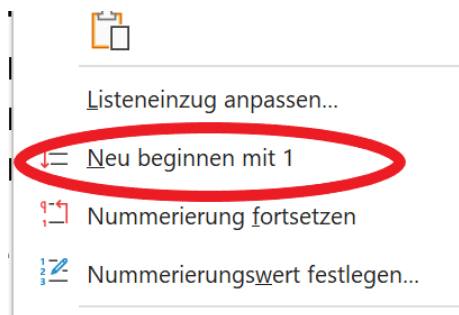 Listeneinzug anpassen...
Neu beginnen mit 1
Nummerierung fortsetzen
Nummerierungswert festlegen...